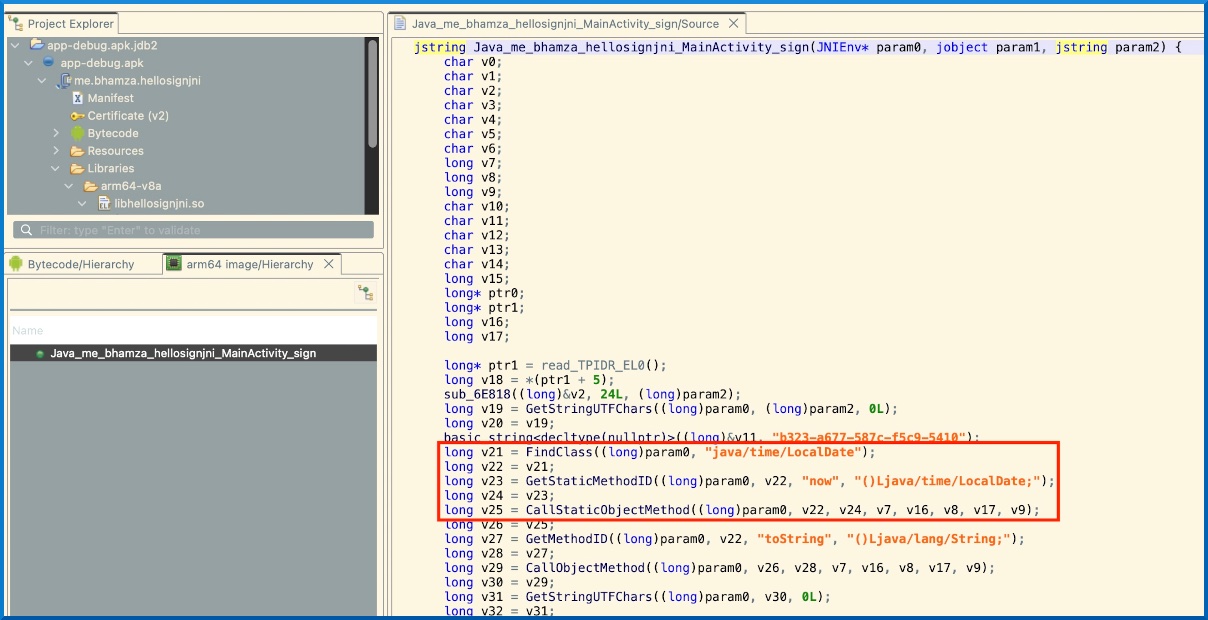 Project Explorer
app-debug.apk.jdb2
app-debug.apk
me.bhamza.hellosignjni
Manifest
Certificate (v2)
Bytecode
Resources
Libraries
arm64-v8a
libhellosignjni.so
Filter: type "Enter" to validate
Bytecode/Hierarchy
arm64 image/Hierarchy
Name
Java_me_bhamza_hellosignjni_MainActivity_sign
Java_me_bhamza_hellosignjni_MainActivity_sign/Source
jstring Java_me_bhamza_hellosignjni_MainActivity_sign(JNIEnv* param0, jobject param1, jstring param2) {
char v0;
char v1;
char v2;
char v3;
char v4;
char v5;
char v6;
long v7;
long v8;
long v9;
char v10;
char v11;
char v12;
char v13;
char v14;
long v15;
long* ptr0;
long* ptr1;
long v16;
long v17;
long* ptr1 = read_TPIDR_EL0();
long v18 = *(ptr1 + 5);
sub_6E818((long)&v2, 24L, (long)param2);
long v19 = GetStringUTFChars((long)param0, (long)param2, 0L);
long v20 = v19;
basic_string<decltype(nullptr)>((long)&v11, "b323-a677-587c-f5c9-5410");
long v21 = FindClass((long)param0, "java/time/LocalDate");
long v22 = v21;
long v23 = GetStaticMethodID((long)param0, v22, "now", "()Ljava/time/LocalDate;");
long v24 = v23;
long v25 = CallStaticObjectMethod((long)param0, v22, v24, v7, v16, v8, v17, v9);
long v26 = v25;
long v27 = GetMethodID((long)param0, v22, "toString", "()Ljava/lang/String;");
long v28 = v27;
long v29 = CallObjectMethod((long)param0, v26, v28, v7, v16, v8, v17, v9);
long v30 = v29;
long v31 = GetStringUTFChars((long)param0, v30, 0L);
long v32 = v31;